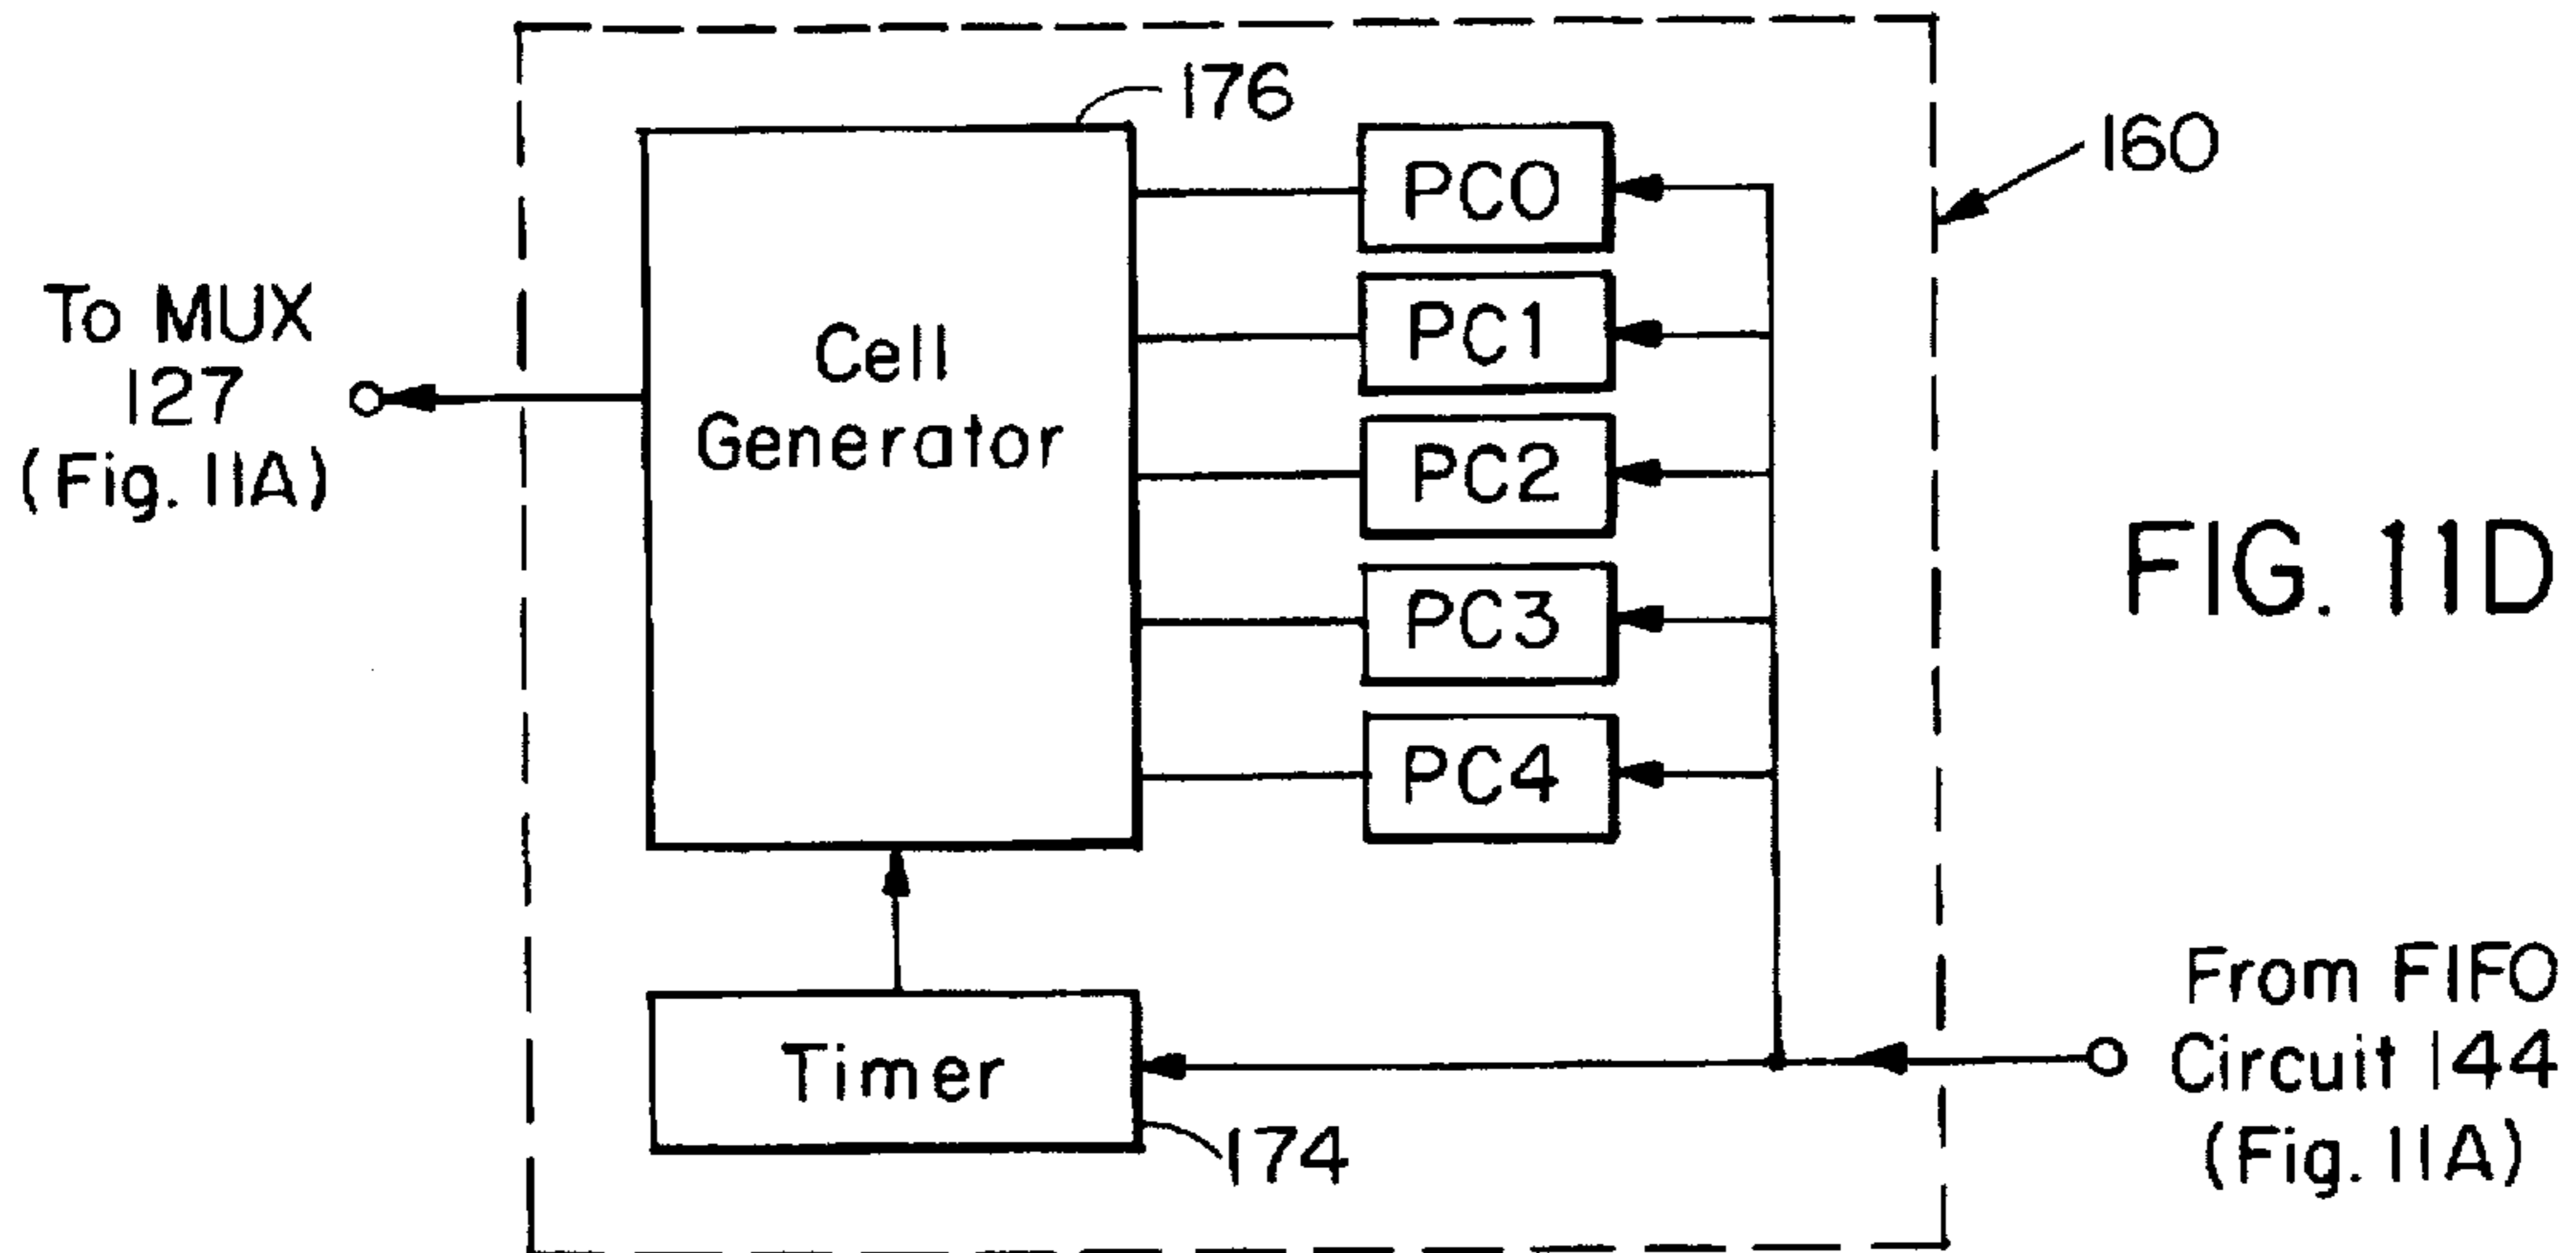 176
160
PC0
PC1
PC2
PC3
PC4
Cell
Generator
To MUX
127
(Fig. 11A)
FIG. 11D
Timer
174
From FIFO
Circuit 144
(Fig. 11A)